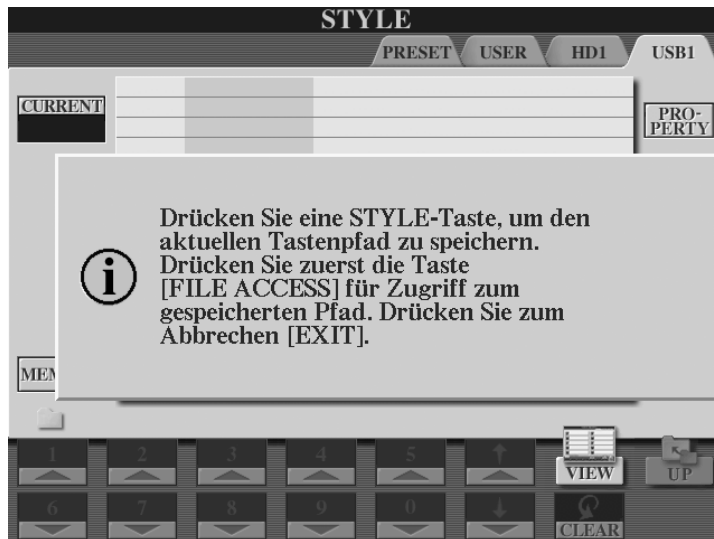 STYLE
PRESET USER HD1 USB1
CURRENT
PRO-
PERTY
Drücken Sie eine STYLE-Taste, um den
aktuellen Tastenpfad zu speichern.
Drücken Sie zuerst die Taste
[FILE ACCESS] für Zugriff zum
gespeicherten Pfad. Drücken Sie zum
Abbrechen [EXIT].
MEM
1 2 3 4 5
VIEW UP
6 7 8 9 0
CLEAR